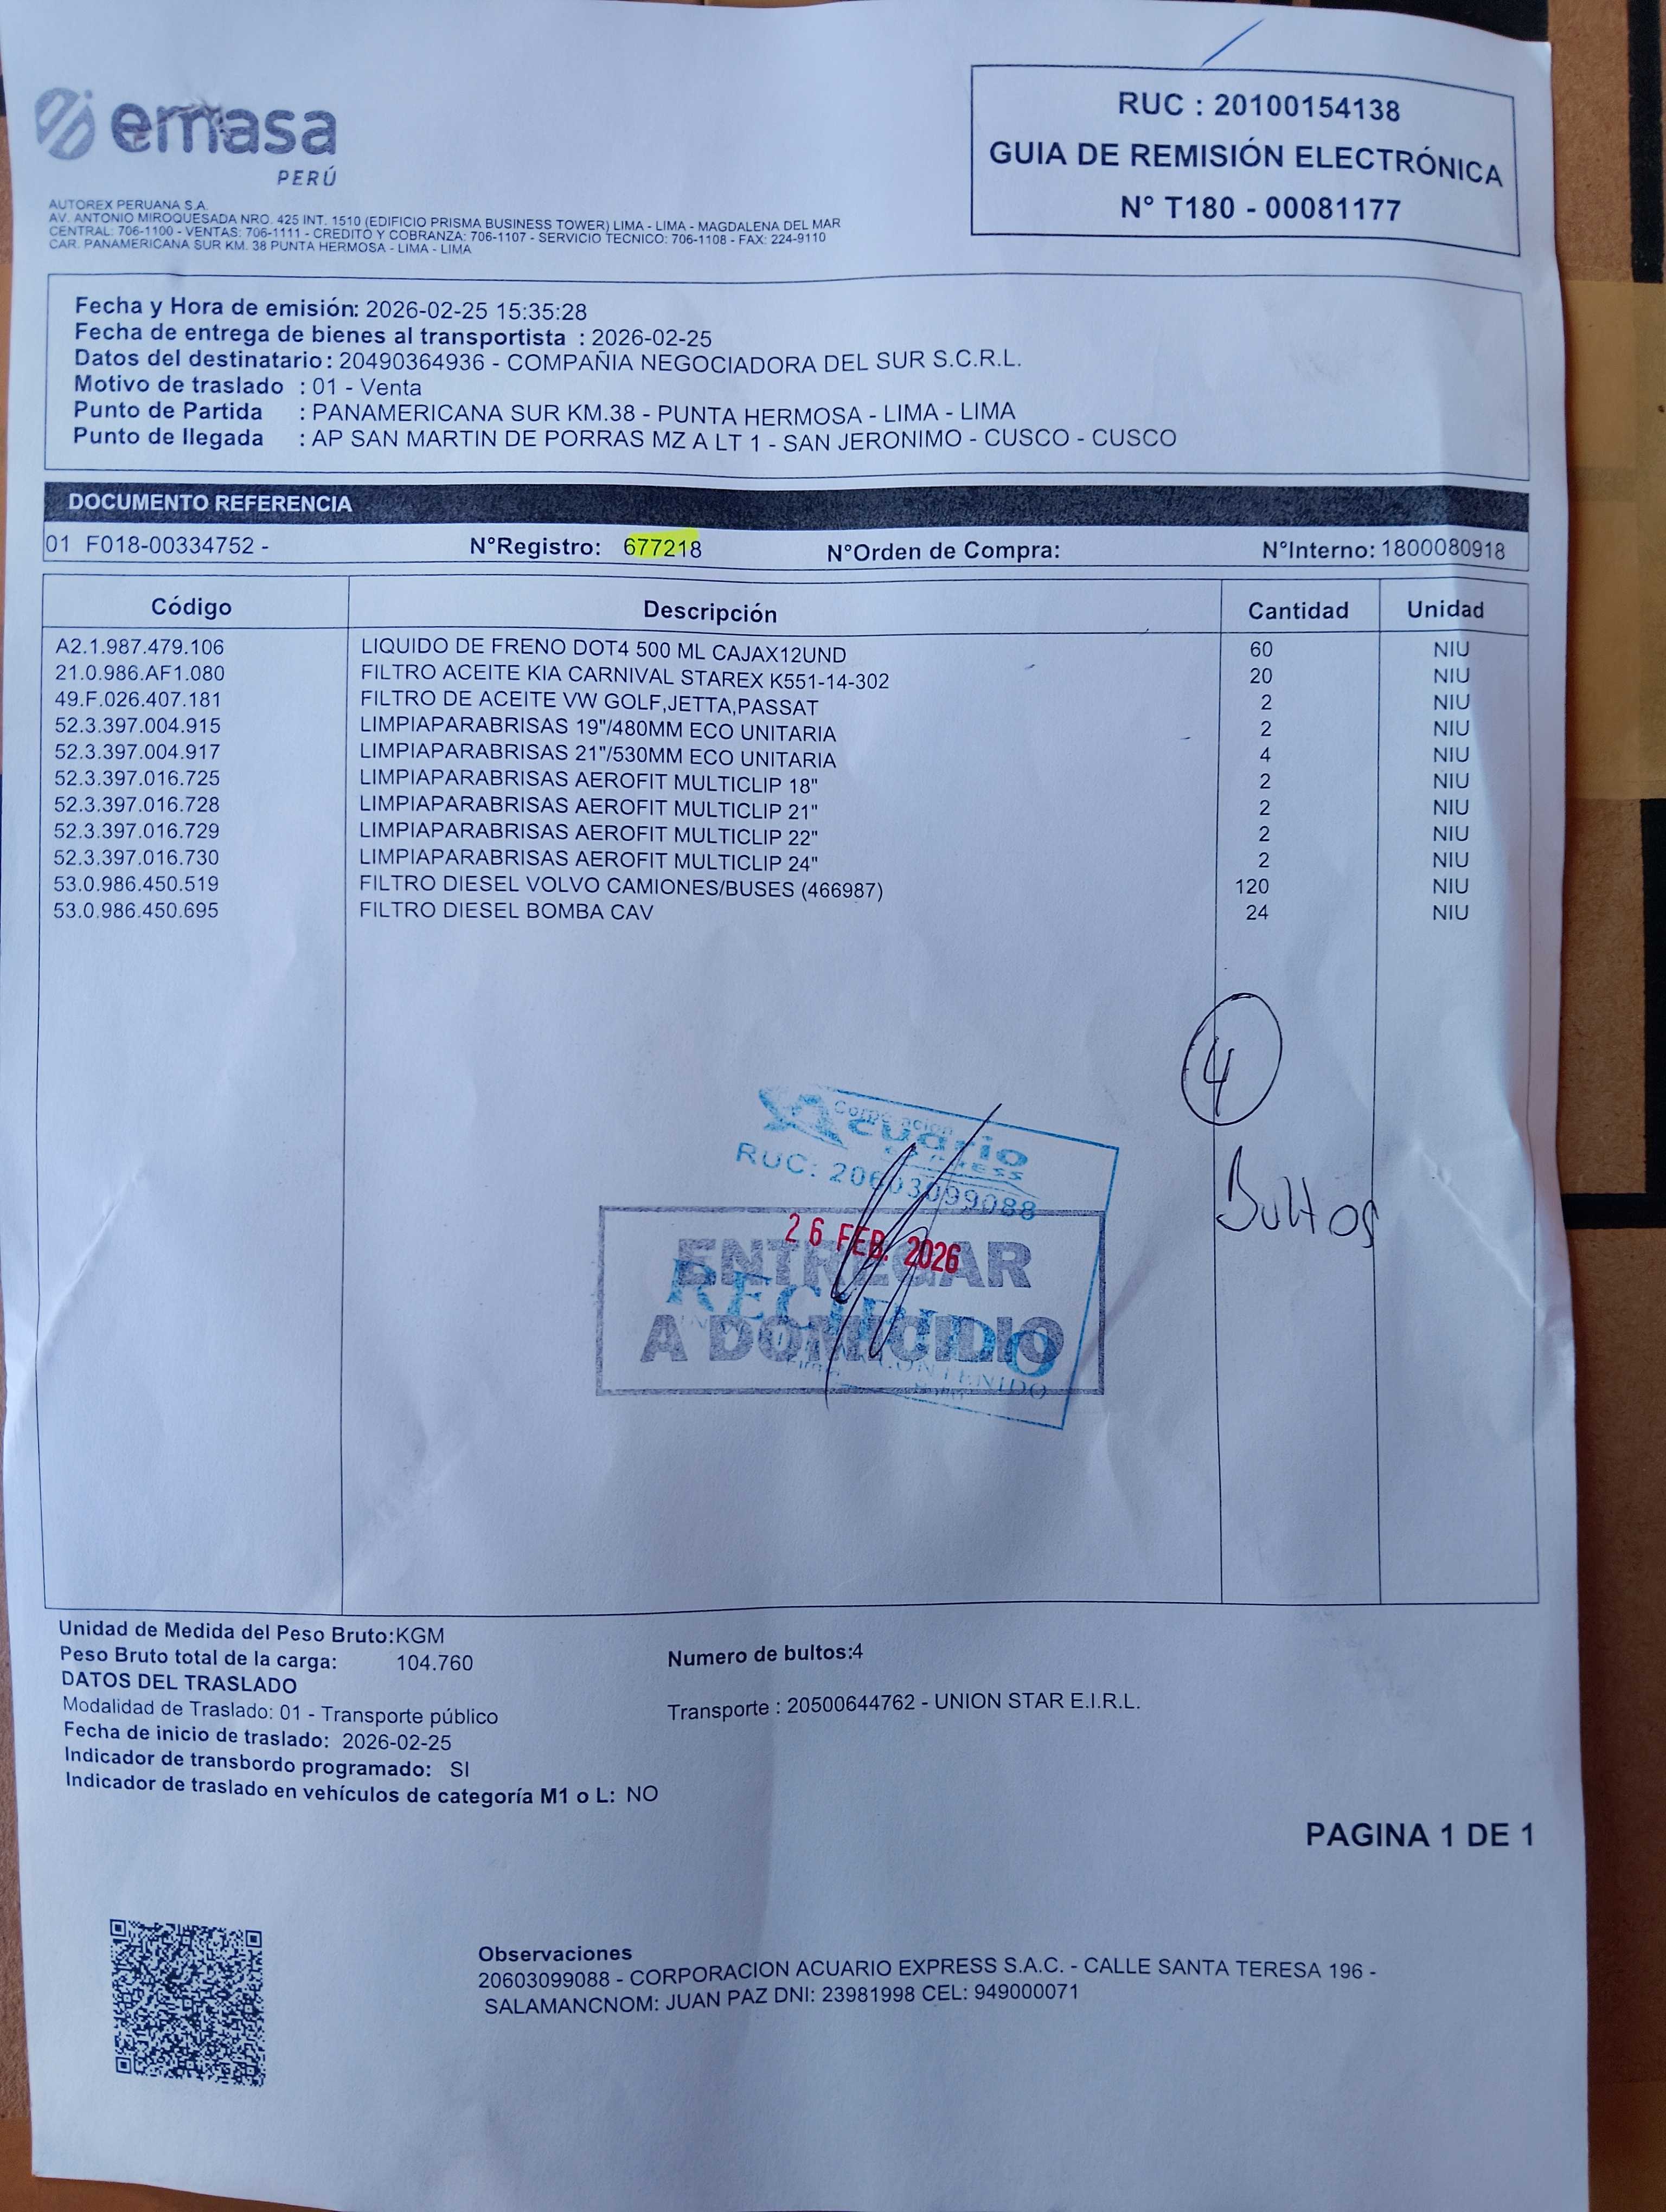 emasa
PERÚ
AUTOREX PERUANA S.A.
AV. ANTONIO MIROQUESADA NRO. 425 INT. 1510 (EDIFICIO PRISMA BUSINESS TOWER) LIMA - LIMA - MAGDALENA DEL MAR
CENTRAL: 706-1100 - VENTAS: 706-1111 - CREDITO Y COBRANZA: 706-1107 - SERVICIO TECNICO: 706-1108 - FAX: 224-9110
CAR. PANAMERICANA SUR KM. 38 PUNTA HERMOSA - LIMA - LIMA
RUC : 20100154138
GUIA DE REMISIÓN ELECTRÓNICA
N° T180 - 00081177
Fecha y Hora de emisión: 2026-02-25 15:35:28
Fecha de entrega de bienes al transportista : 2026-02-25
Datos del destinatario: 20490364936 - COMPAÑIA NEGOCIADORA DEL SUR S.C.R.L.
Motivo de traslado : 01 - Venta
Punto de Partida : PANAMERICANA SUR KM.38 - PUNTA HERMOSA - LIMA - LIMA
Punto de llegada : AP SAN MARTIN DE PORRAS MZ A LT 1 - SAN JERONIMO - CUSCO - CUSCO
DOCUMENTO REFERENCIA
01 F018-00334752 - N°Registro: 677218 N°Orden de Compra: N°Interno: 1800080918
Código Descripción Cantidad Unidad
A2.1.987.479.106 LIQUIDO DE FRENO DOT4 500 ML CAJAX12UND 60 NIU
21.0.986.AF1.080 FILTRO ACEITE KIA CARNIVAL STAREX K551-14-302 20 NIU
49.F.026.407.181 FILTRO DE ACEITE VW GOLF,JETTA,PASSAT 2 NIU
52.3.397.004.915 LIMPIAPARABRISAS 19"/480MM ECO UNITARIA 2 NIU
52.3.397.004.917 LIMPIAPARABRISAS 21"/530MM ECO UNITARIA 4 NIU
52.3.397.016.725 LIMPIAPARABRISAS AEROFIT MULTICLIP 18" 2 NIU
52.3.397.016.728 LIMPIAPARABRISAS AEROFIT MULTICLIP 21" 2 NIU
52.3.397.016.729 LIMPIAPARABRISAS AEROFIT MULTICLIP 22" 2 NIU
52.3.397.016.730 LIMPIAPARABRISAS AEROFIT MULTICLIP 24" 2 NIU
53.0.986.450.519 FILTRO DIESEL VOLVO CAMIONES/BUSES (466987) 120 NIU
53.0.986.450.695 FILTRO DIESEL BOMBA CAV 24 NIU
4
Bultos
Corporación
Acuario
EXPRESS
RUC: 20603099088
26 FEB. 2026
ENTREGAR
RECIBIDO
A DOMICIDIO
CONTENIDO
Unidad de Medida del Peso Bruto:KGM
Peso Bruto total de la carga: 104.760
Numero de bultos:4
DATOS DEL TRASLADO
Modalidad de Traslado: 01 - Transporte público
Transporte : 20500644762 - UNION STAR E.I.R.L.
Fecha de inicio de traslado: 2026-02-25
Indicador de transbordo programado: SI
Indicador de traslado en vehículos de categoría M1 o L: NO
PAGINA 1 DE 1
Observaciones
20603099088 - CORPORACION ACUARIO EXPRESS S.A.C. - CALLE SANTA TERESA 196 -
SALAMANCNOM: JUAN PAZ DNI: 23981998 CEL: 949000071